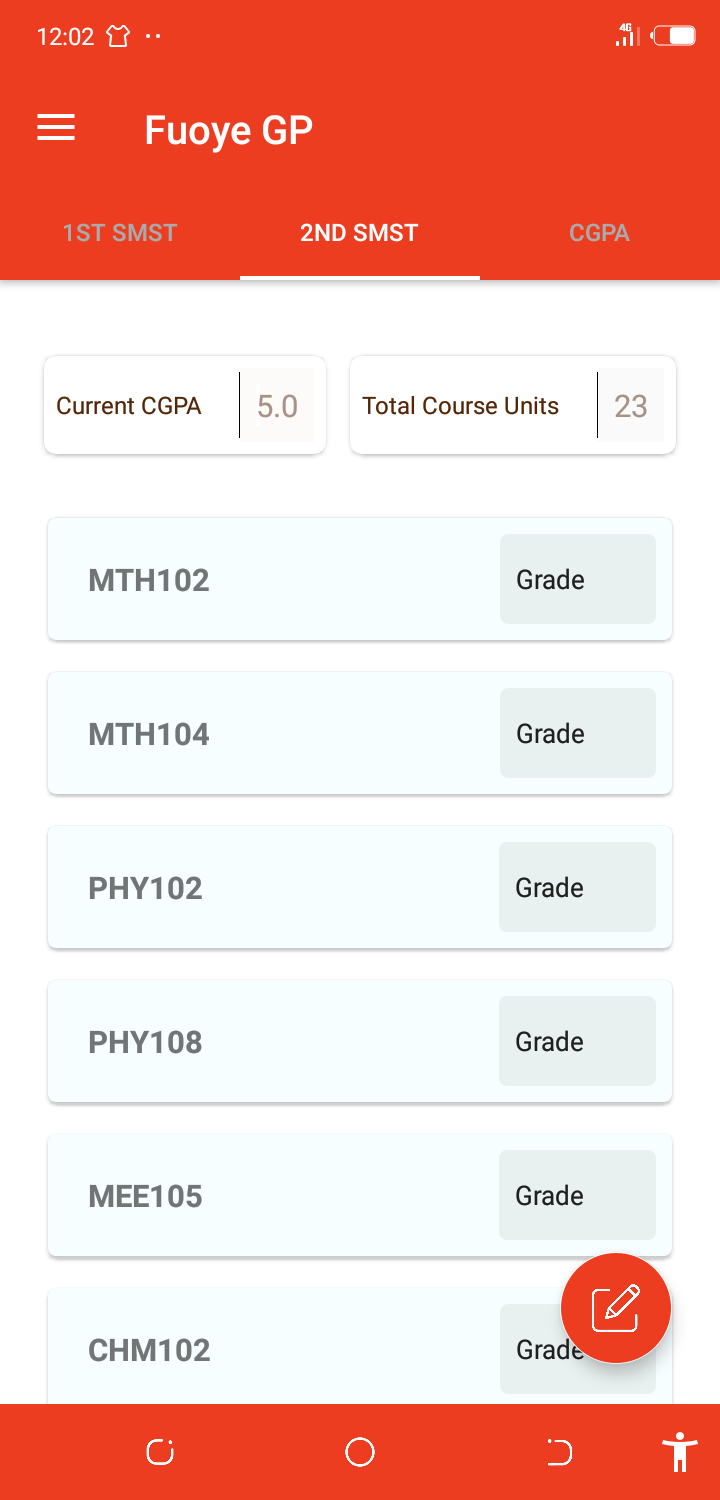 12:02
4G
Fuoye GP
1ST SMST 2ND SMST CGPA
Current CGPA 5.0 Total Course Units 23
MTH102 Grade
MTH104 Grade
PHY102 Grade
PHY108 Grade
MEE105 Grade
CHM102 Grade